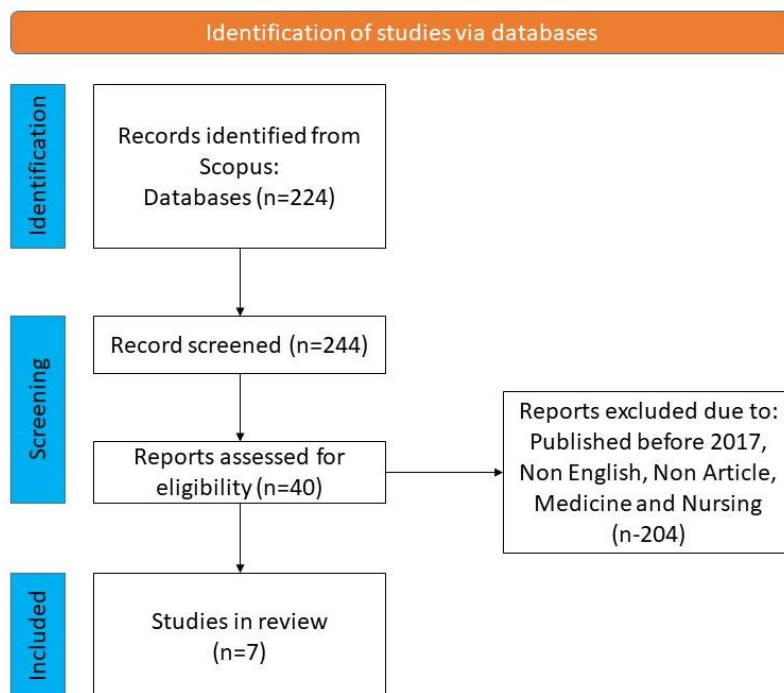 Identification of studies via databases
Identification
Records identified from
Scopus:
Databases (n=224)
Screening
Record screened (n=244)
Reports assessed for
eligibility (n=40)
Reports excluded due to:
Published before 2017,
Non English, Non Article,
Medicine and Nursing
(n-204)
Included
Studies in review
(n=7)